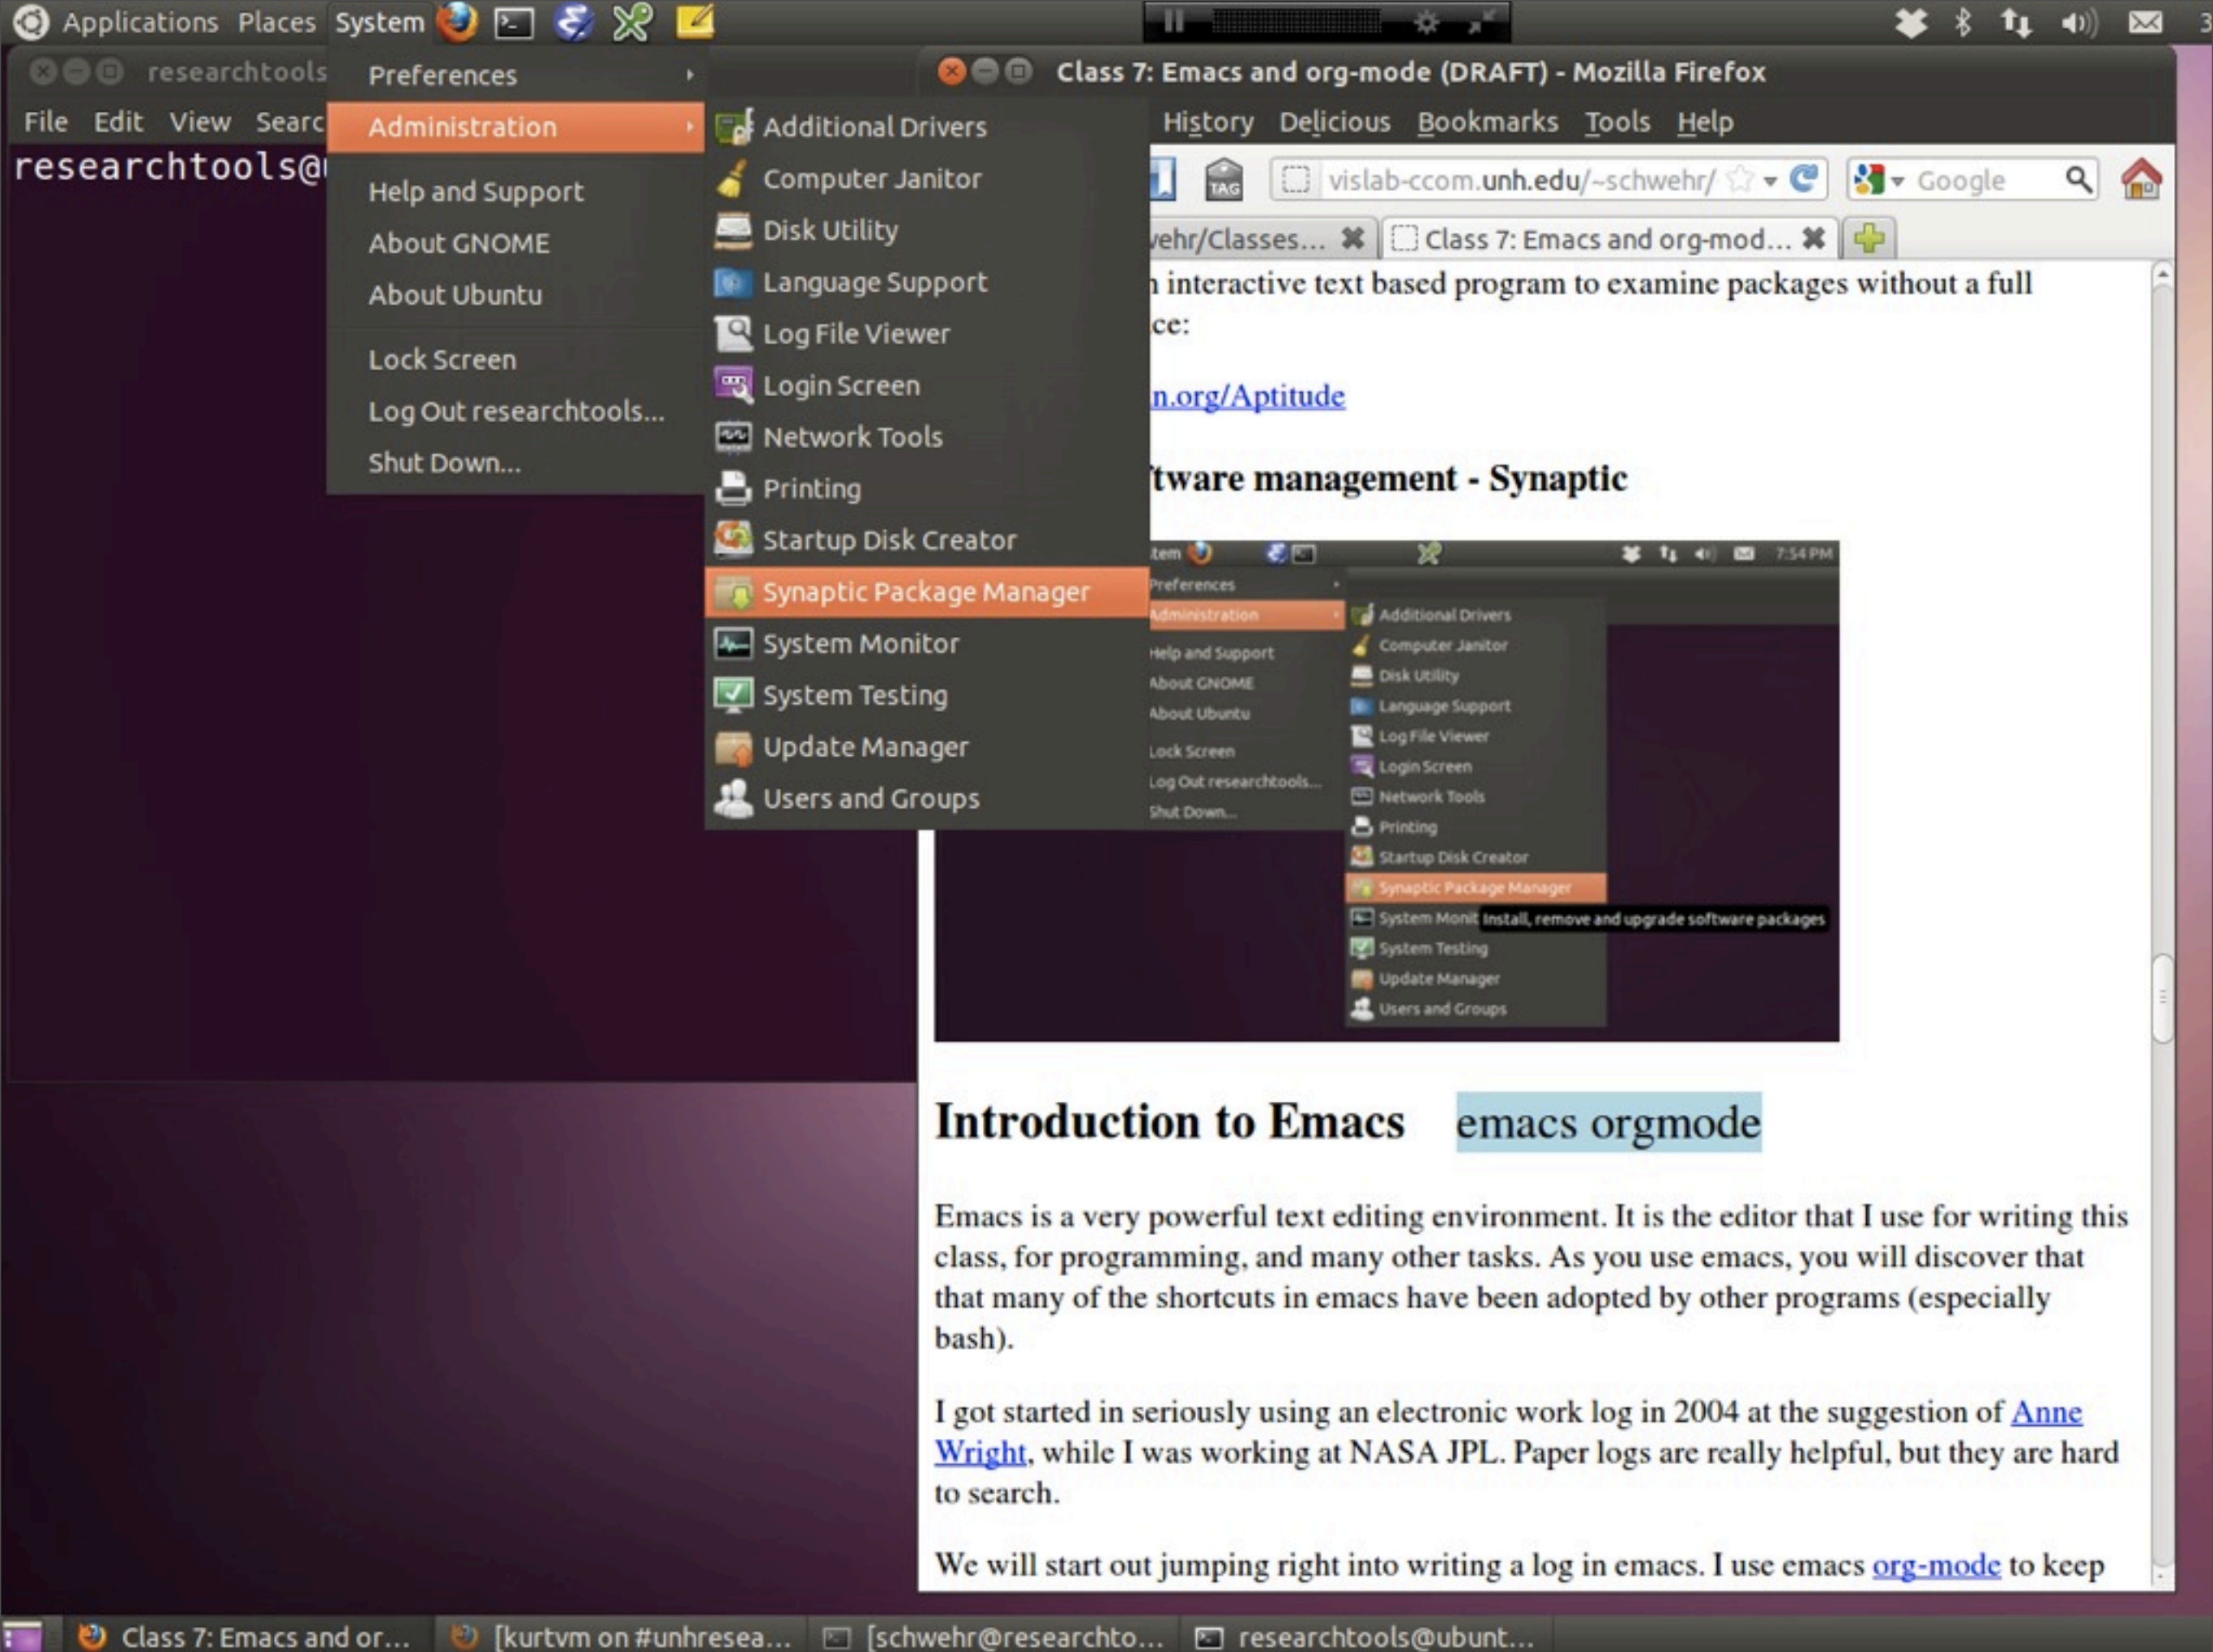 Applications Places System
3
researchtools
Class 7: Emacs and org-mode (DRAFT) - Mozilla Firefox
File Edit View Searc
History Delicious Bookmarks Tools Help
researchtools@
Preferences
Administration
Help and Support
About GNOME
About Ubuntu
Lock Screen
Log Out researchtools...
Shut Down...
Additional Drivers
Computer Janitor
Disk Utility
Language Support
Log File Viewer
Login Screen
Network Tools
Printing
Startup Disk Creator
Synaptic Package Manager
System Monitor
System Testing
Update Manager
Users and Groups
TAG
vislab-ccom.unh.edu/~schwehr/
Google
wehr/Classes...
Class 7: Emacs and org-mod...
n interactive text based program to examine packages without a full
ce:
n.org/Aptitude
tware management - Synaptic
tem
7:54 PM
Preferences
Administration
Help and Support
About GNOME
About Ubuntu
Lock Screen
Log Out researchtools...
Shut Down...
Additional Drivers
Computer Janitor
Disk Utility
Language Support
Log File Viewer
Login Screen
Network Tools
Printing
Startup Disk Creator
Synaptic Package Manager
System Monit
Install, remove and upgrade software packages
System Testing
Update Manager
Users and Groups
Introduction to Emacs emacs orgmode
Emacs is a very powerful text editing environment. It is the editor that I use for writing this
class, for programming, and many other tasks. As you use emacs, you will discover that
that many of the shortcuts in emacs have been adopted by other programs (especially
bash).
I got started in seriously using an electronic work log in 2004 at the suggestion of Anne
Wright, while I was working at NASA JPL. Paper logs are really helpful, but they are hard
to search.
We will start out jumping right into writing a log in emacs. I use emacs org-mode to keep
Class 7: Emacs and or...
[kurtvm on #unhresea...
[schwehr@researchto...
researchtools@ubunt...